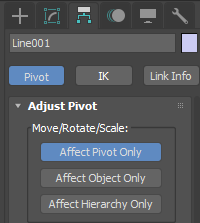 Line001
Pivot IK Link Info
Adjust Pivot
Move/Rotate/Scale:
Affect Pivot Only
Affect Object Only
Affect Hierarchy Only